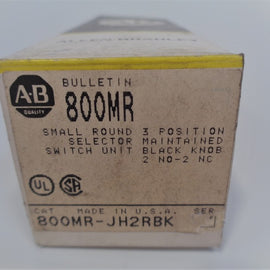 A-B
QUALITY
BULLETIN
800MR
SMALL ROUND 3 POSITION
SELECTOR MAINTAINED
SWITCH UNIT BLACK KNOB
2 NO-2 NC
UL
SA
CAT MADE IN U.S.A. SER
800MR-JH2RBK